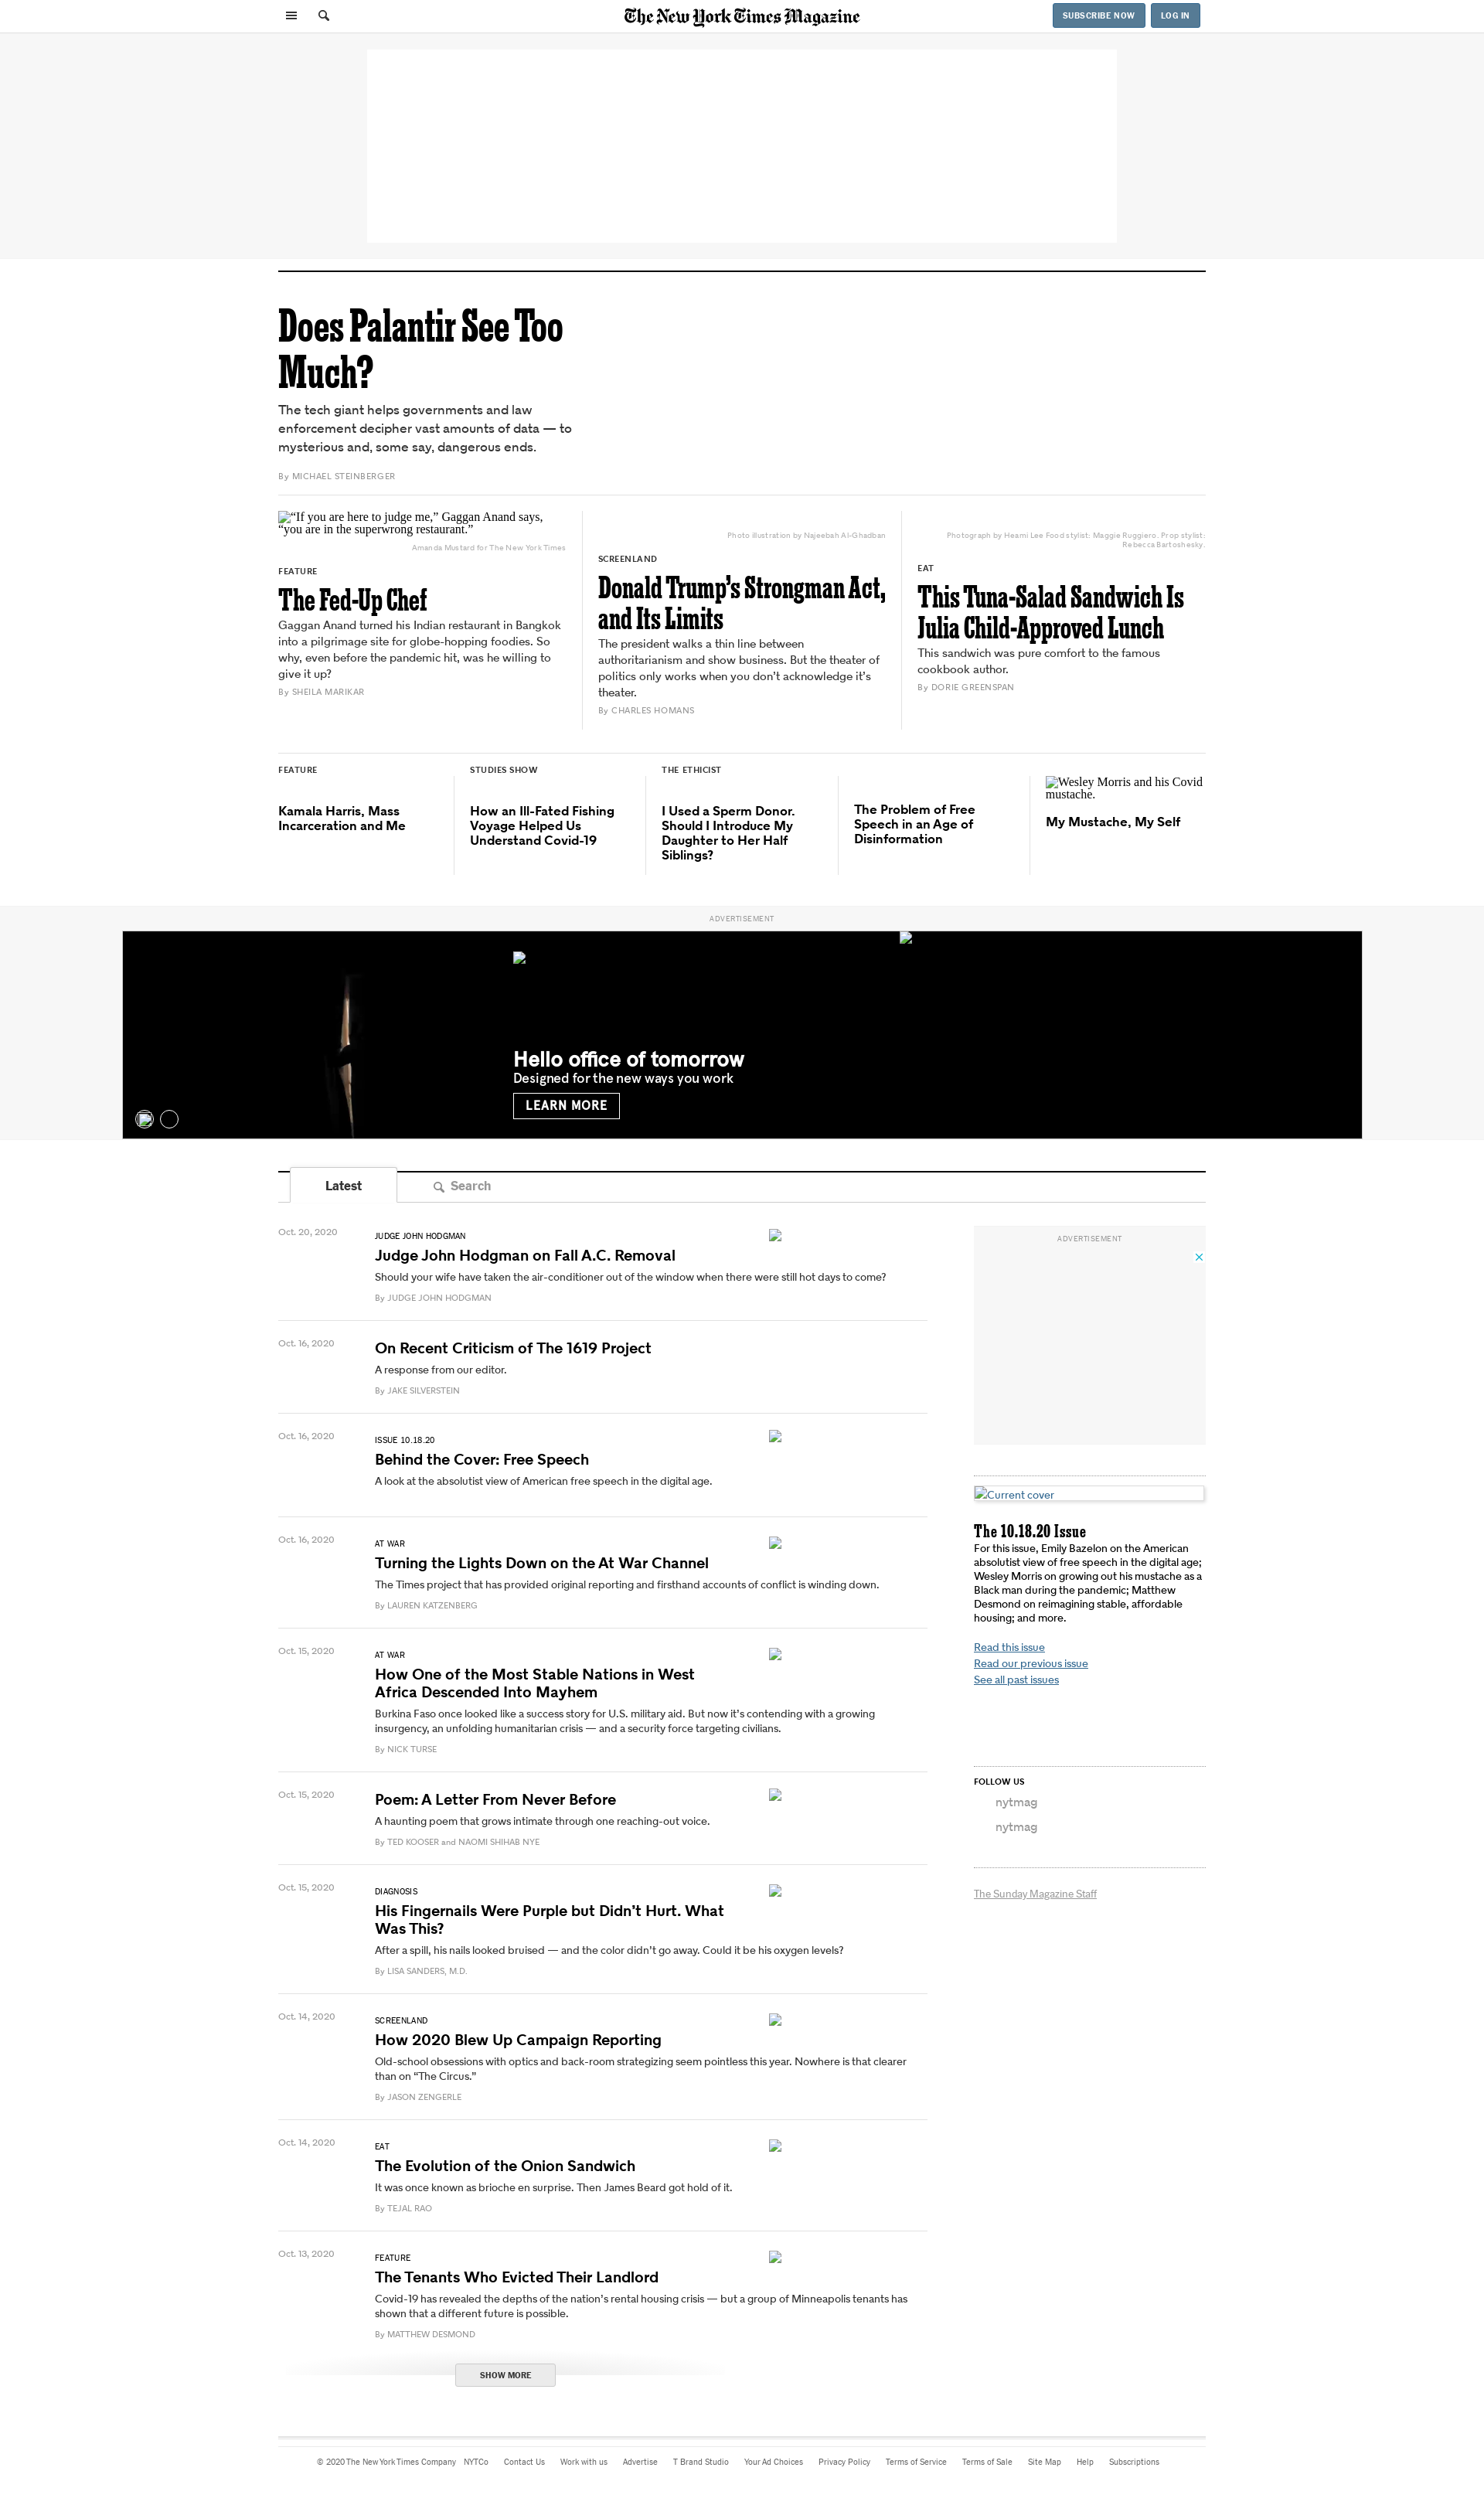 The New York Times Magazine
SUBSCRIBE NOW
LOG IN
Does Palantir See Too
Much?
The tech giant helps governments and law
enforcement decipher vast amounts of data — to
mysterious and, some say, dangerous ends.
By MICHAEL STEINBERGER
“If you are here to judge me,” Gaggan Anand says,
“you are in the superwrong restaurant.”
Amanda Mustard for The New York Times
FEATURE
The Fed-Up Chef
Gaggan Anand turned his Indian restaurant in Bangkok
into a pilgrimage site for globe-hopping foodies. So
why, even before the pandemic hit, was he willing to
give it up?
By SHEILA MARIKAR
Photo illustration by Najeebah Al-Ghadban
SCREENLAND
Donald Trump’s Strongman Act,
and Its Limits
The president walks a thin line between
authoritarianism and show business. But the theater of
politics only works when you don’t acknowledge it’s
theater.
By CHARLES HOMANS
Photograph by Heami Lee Food stylist: Maggie Ruggiero. Prop stylist:
Rebecca Bartoshesky.
EAT
This Tuna-Salad Sandwich Is
Julia Child-Approved Lunch
This sandwich was pure comfort to the famous
cookbook author.
By DORIE GREENSPAN
FEATURE
Kamala Harris, Mass
Incarceration and Me
STUDIES SHOW
How an Ill-Fated Fishing
Voyage Helped Us
Understand Covid-19
THE ETHICIST
I Used a Sperm Donor.
Should I Introduce My
Daughter to Her Half
Siblings?
The Problem of Free
Speech in an Age of
Disinformation
Wesley Morris and his Covid
mustache.
My Mustache, My Self
ADVERTISEMENT
Hello office of tomorrow
Designed for the new ways you work
LEARN MORE
Latest
Search
Oct. 20, 2020
JUDGE JOHN HODGMAN
Judge John Hodgman on Fall A.C. Removal
Should your wife have taken the air-conditioner out of the window when there were still hot days to come?
By JUDGE JOHN HODGMAN
Oct. 16, 2020
On Recent Criticism of The 1619 Project
A response from our editor.
By JAKE SILVERSTEIN
Oct. 16, 2020
ISSUE 10.18.20
Behind the Cover: Free Speech
A look at the absolutist view of American free speech in the digital age.
Oct. 16, 2020
AT WAR
Turning the Lights Down on the At War Channel
The Times project that has provided original reporting and firsthand accounts of conflict is winding down.
By LAUREN KATZENBERG
Oct. 15, 2020
AT WAR
How One of the Most Stable Nations in West
Africa Descended Into Mayhem
Burkina Faso once looked like a success story for U.S. military aid. But now it’s contending with a growing
insurgency, an unfolding humanitarian crisis — and a security force targeting civilians.
By NICK TURSE
Oct. 15, 2020
Poem: A Letter From Never Before
A haunting poem that grows intimate through one reaching-out voice.
By TED KOOSER and NAOMI SHIHAB NYE
Oct. 15, 2020
DIAGNOSIS
His Fingernails Were Purple but Didn’t Hurt. What
Was This?
After a spill, his nails looked bruised — and the color didn’t go away. Could it be his oxygen levels?
By LISA SANDERS, M.D.
Oct. 14, 2020
SCREENLAND
How 2020 Blew Up Campaign Reporting
Old-school obsessions with optics and back-room strategizing seem pointless this year. Nowhere is that clearer
than on “The Circus.”
By JASON ZENGERLE
Oct. 14, 2020
EAT
The Evolution of the Onion Sandwich
It was once known as brioche en surprise. Then James Beard got hold of it.
By TEJAL RAO
Oct. 13, 2020
FEATURE
The Tenants Who Evicted Their Landlord
Covid-19 has revealed the depths of the nation’s rental housing crisis — but a group of Minneapolis tenants has
shown that a different future is possible.
By MATTHEW DESMOND
SHOW MORE
ADVERTISEMENT
Current cover
The 10.18.20 Issue
For this issue, Emily Bazelon on the American
absolutist view of free speech in the digital age;
Wesley Morris on growing out his mustache as a
Black man during the pandemic; Matthew
Desmond on reimagining stable, affordable
housing; and more.
Read this issue
Read our previous issue
See all past issues
FOLLOW US
nytmag
nytmag
The Sunday Magazine Staff
© 2020 The New York Times Company NYTCo Contact Us Work with us Advertise T Brand Studio Your Ad Choices Privacy Policy Terms of Service Terms of Sale Site Map Help Subscriptions